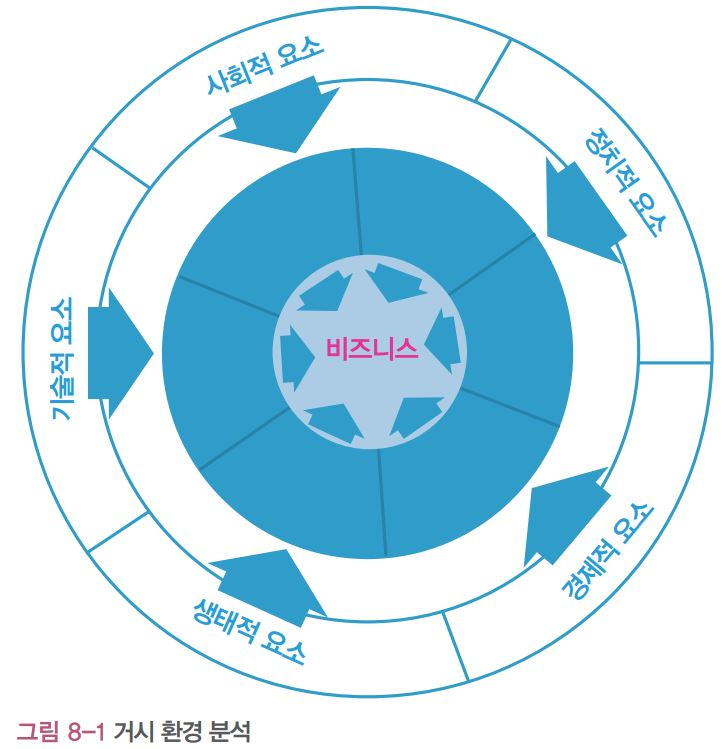 사회적 요소
정치적 요소
기술적 요소
비즈니스
경제적 요소
생태적 요소
그림 8-1 거시 환경 분석